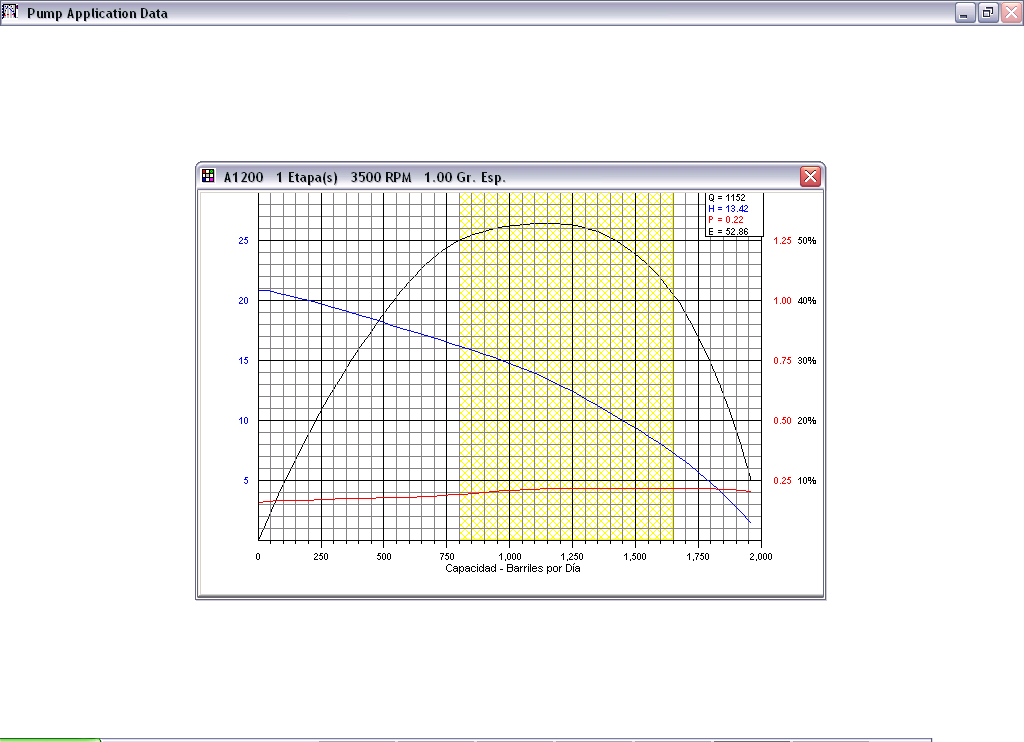 Pump Application Data
A1200 1 Etapa(s) 3500 RPM 1.00 Gr. Esp.
Q = 1152
H = 13.42
P = 0.22
E = 52.86
25 1.25 50%
20 1.00 40%
15 0.75 30%
10 0.50 20%
5 0.25 10%
0 250 500 750 1,000 1,250 1,500 1,750 2,000
Capacidad - Barriles por Día